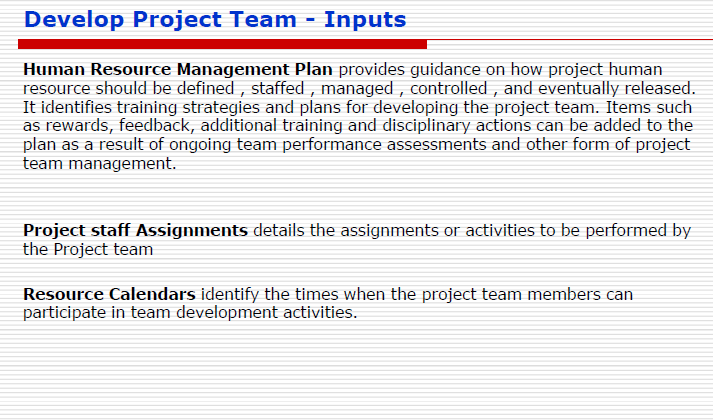 Develop Project Team - Inputs
Human Resource Management Plan provides guidance on how project human
resource should be defined , staffed , managed , controlled , and eventually released.
It identifies training strategies and plans for developing the project team. Items such
as rewards, feedback, additional training and disciplinary actions can be added to the
plan as a result of ongoing team performance assessments and other form of project
team management.
Project staff Assignments details the assignments or activities to be performed by
the Project team
Resource Calendars identify the times when the project team members can
participate in team development activities.